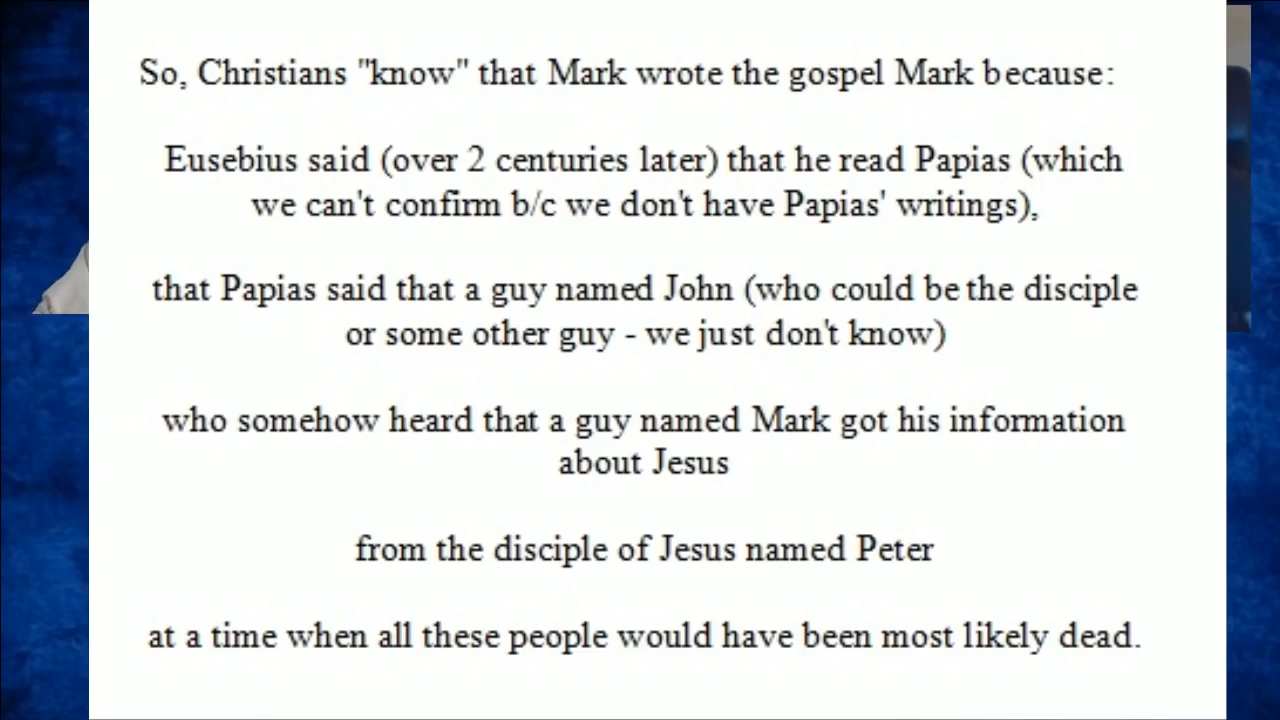 So, Christians "know" that Mark wrote the gospel Mark because:
Eusebius said (over 2 centuries later) that he read Papias (which
we can't confirm b/c we don't have Papias' writings),
that Papias said that a guy named John (who could be the disciple
or some other guy - we just don't know)
who somehow heard that a guy named Mark got his information
about Jesus
from the disciple of Jesus named Peter
at a time when all these people would have been most likely dead.